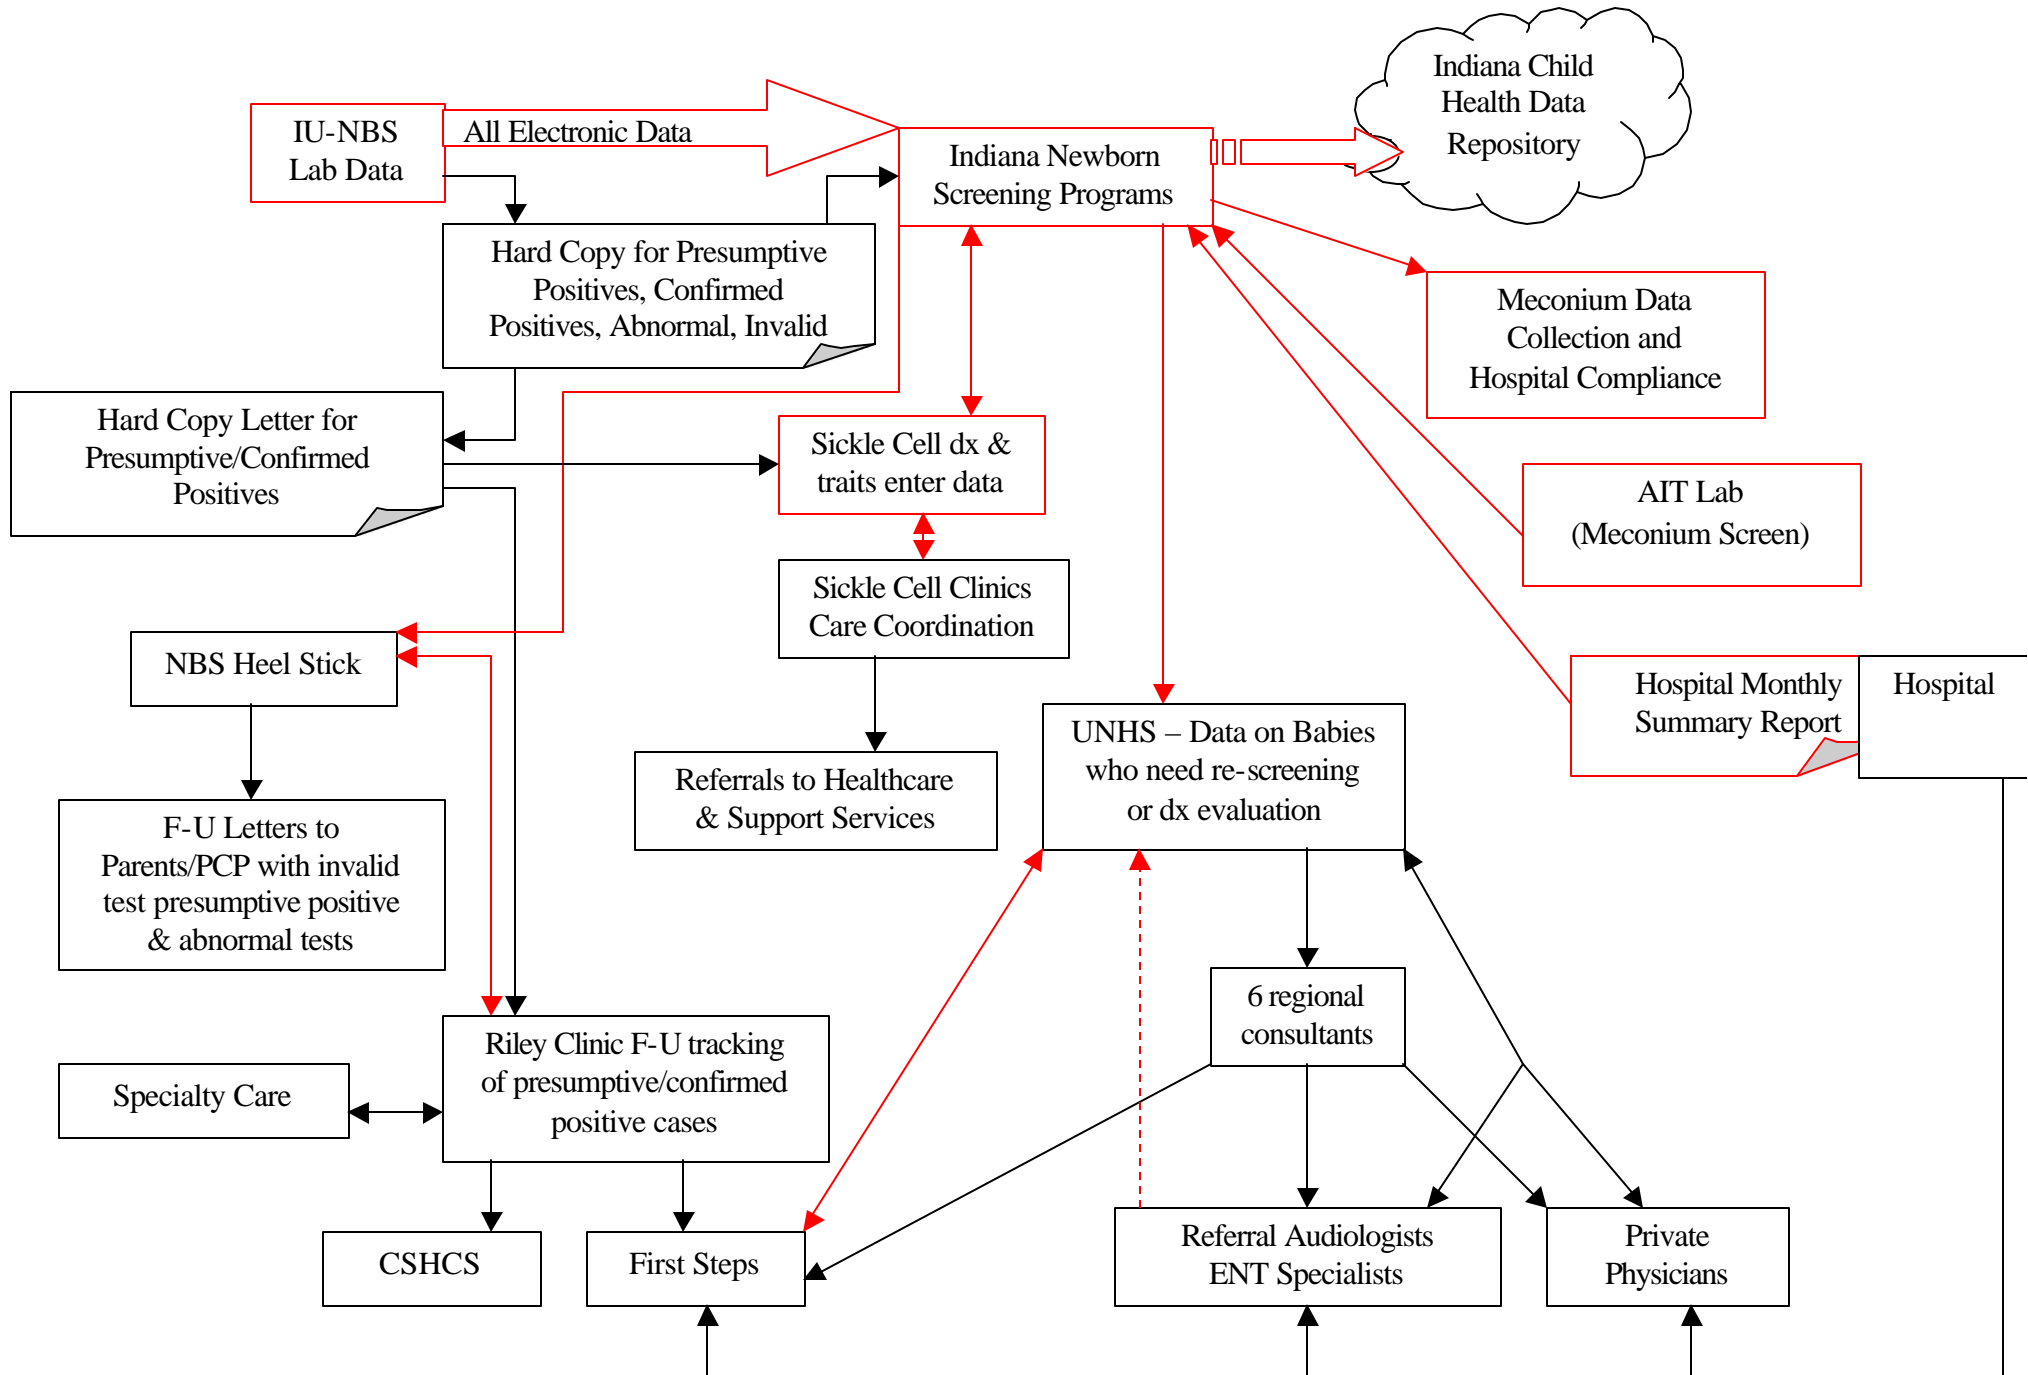 Indiana Child
Health Data
Repository
IU-NBS
Lab Data
All Electronic Data
Indiana Newborn
Screening Programs
Hard Copy for Presumptive
Positives, Confirmed
Positives, Abnormal, Invalid
Meconium Data
Collection and
Hospital Compliance
Hard Copy Letter for
Presumptive/Confirmed
Positives
Sickle Cell dx &
traits enter data
AIT Lab
(Meconium Screen)
Sickle Cell Clinics
Care Coordination
NBS Heel Stick
Hospital Monthly
Summary Report
Hospital
UNHS – Data on Babies
who need re-screening
or dx evaluation
Referrals to Healthcare
& Support Services
F-U Letters to
Parents/PCP with invalid
test presumptive positive
& abnormal tests
6 regional
consultants
Riley Clinic F-U tracking
of presumptive/confirmed
positive cases
Specialty Care
CSHCS
First Steps
Referral Audiologists
ENT Specialists
Private
Physicians